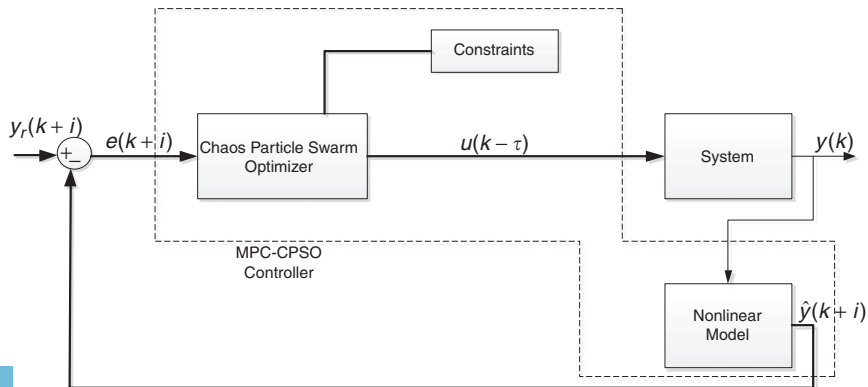 Constraints
y_r(k+i)
+
−
e(k+i)
Chaos Particle Swarm
Optimizer
u(k−τ)
System
y(k)
MPC-CPSO
Controller
Nonlinear
Model
ŷ(k+i)